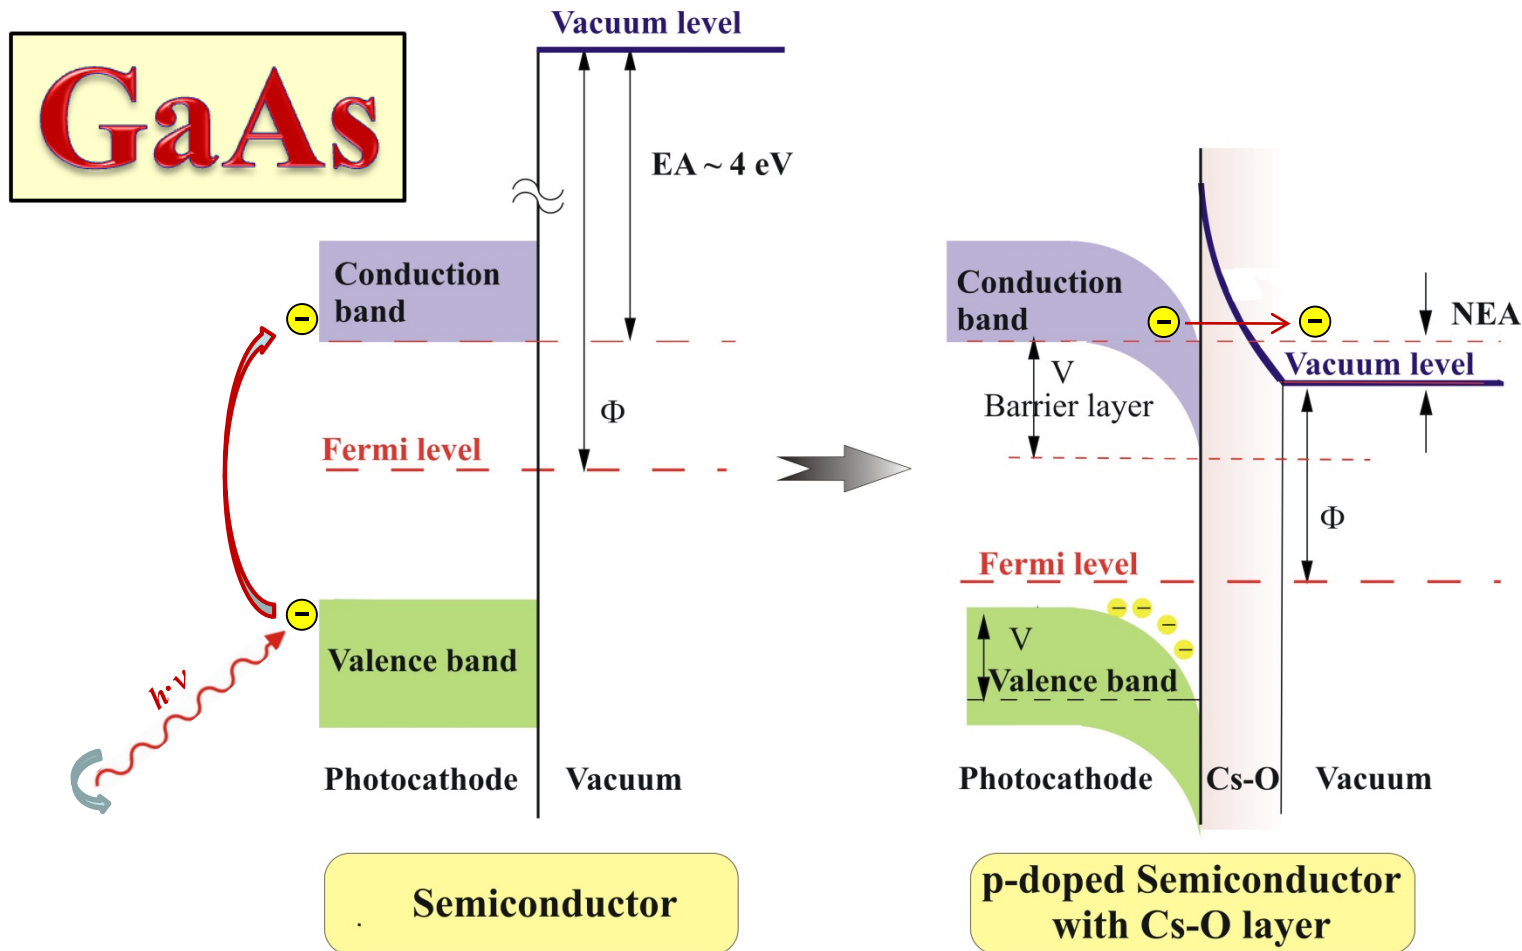 GaAs
Vacuum level
EA ~ 4 eV
Conduction
band
Φ
Fermi level
h·ν
Valence band
Photocathode
Vacuum
Semiconductor
.
Conduction
band
NEA
V
Vacuum level
Barrier layer
Φ
Fermi level
V
Valence band
Photocathode
Cs-O
Vacuum
p-doped Semiconductor
with Cs-O layer